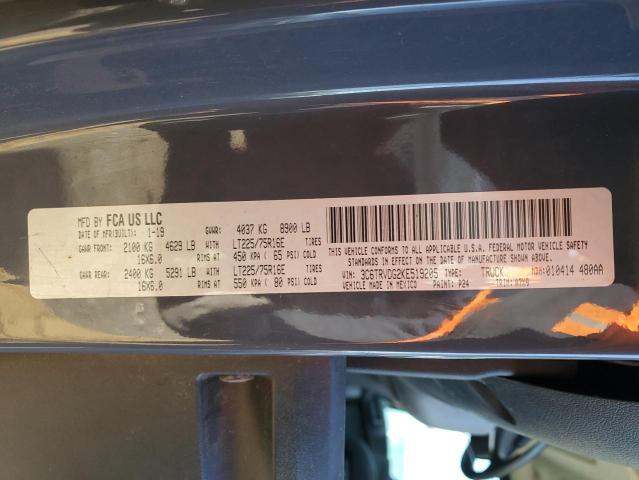 MFD BY FCA US LLC
DATE OF MFR(BUILT): 1-19 GVWR: 4037 KG 8900 LB
GAWR FRONT: 2100 KG 4629 LB WITH LT225/75R16E TIRES
16X6.0 RIMS AT 450 KPA ( 65 PSI) COLD
GAWR REAR: 2400 KG 5291 LB WITH LT225/75R16E TIRES
16X6.0 RIMS AT 550 KPA ( 80 PSI) COLD
THIS VEHICLE CONFORMS TO ALL APPLICABLE U.S.A. FEDERAL MOTOR VEHICLE SAFETY
STANDARDS IN EFFECT ON THE DATE OF MANUFACTURE SHOWN ABOVE.
VIN: 3C6TRVDG2KE519205 TYPE: TRUCK MDH:010414 480AA
VEHICLE MADE IN MEXICO PAINT: P24 TRIM: